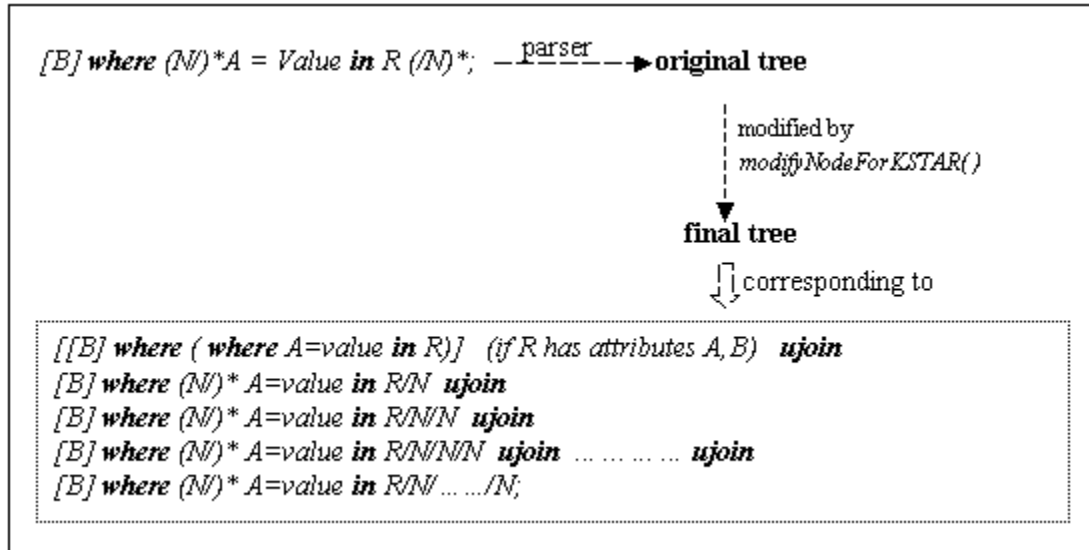 [B] where (N/)*A = Value in R (/N)*; parser original tree
modified by
modifyNodeForKSTAR()
final tree
corresponding to
[[B] where ( where A=value in R)] (if R has attributes A, B) ujoin
[B] where (N/)* A=value in R/N ujoin
[B] where (N/)* A=value in R/N/N ujoin
[B] where (N/)* A=value in R/N/N/N ujoin ... ... ... ... ujoin
[B] where (N/)* A=value in R/N/ ... .../N;